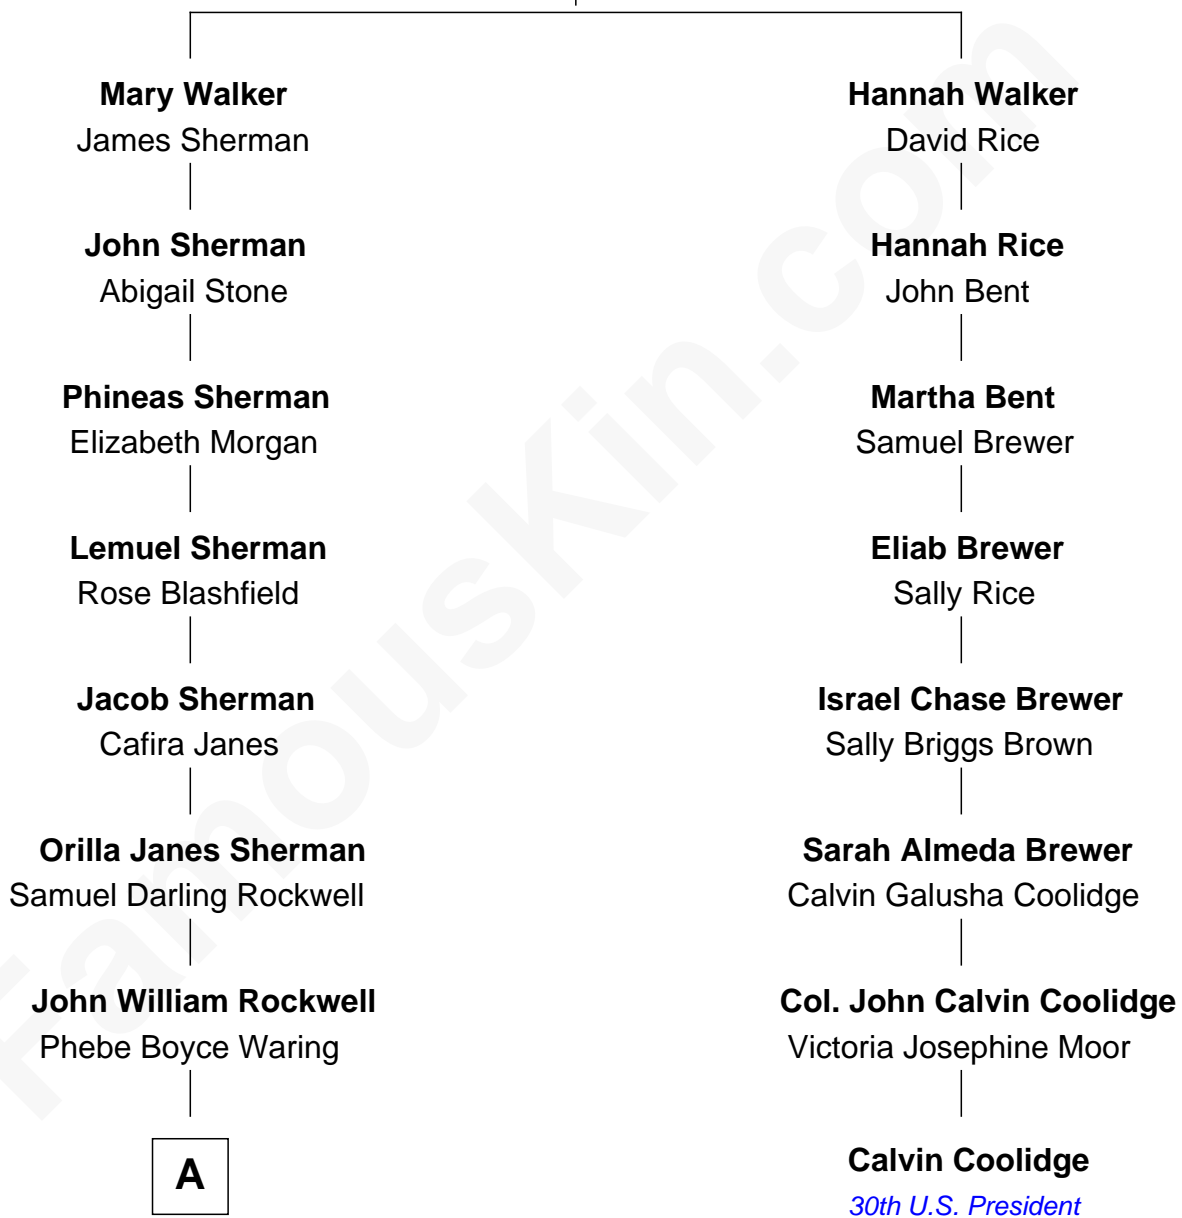 Mary Walker
James Sherman
Hannah Walker
David Rice
John Sherman
Abigail Stone
Hannah Rice
John Bent
Phineas Sherman
Elizabeth Morgan
Martha Bent
Samuel Brewer
Lemuel Sherman
Rose Blashfield
Eliab Brewer
Sally Rice
Jacob Sherman
Cafira Janes
Israel Chase Brewer
Sally Briggs Brown
Orilla Janes Sherman
Samuel Darling Rockwell
Sarah Almeda Brewer
Calvin Galusha Coolidge
John William Rockwell
Phebe Boyce Waring
Col. John Calvin Coolidge
Victoria Josephine Moor
A
Calvin Coolidge
30th U.S. President
FamousKin.com